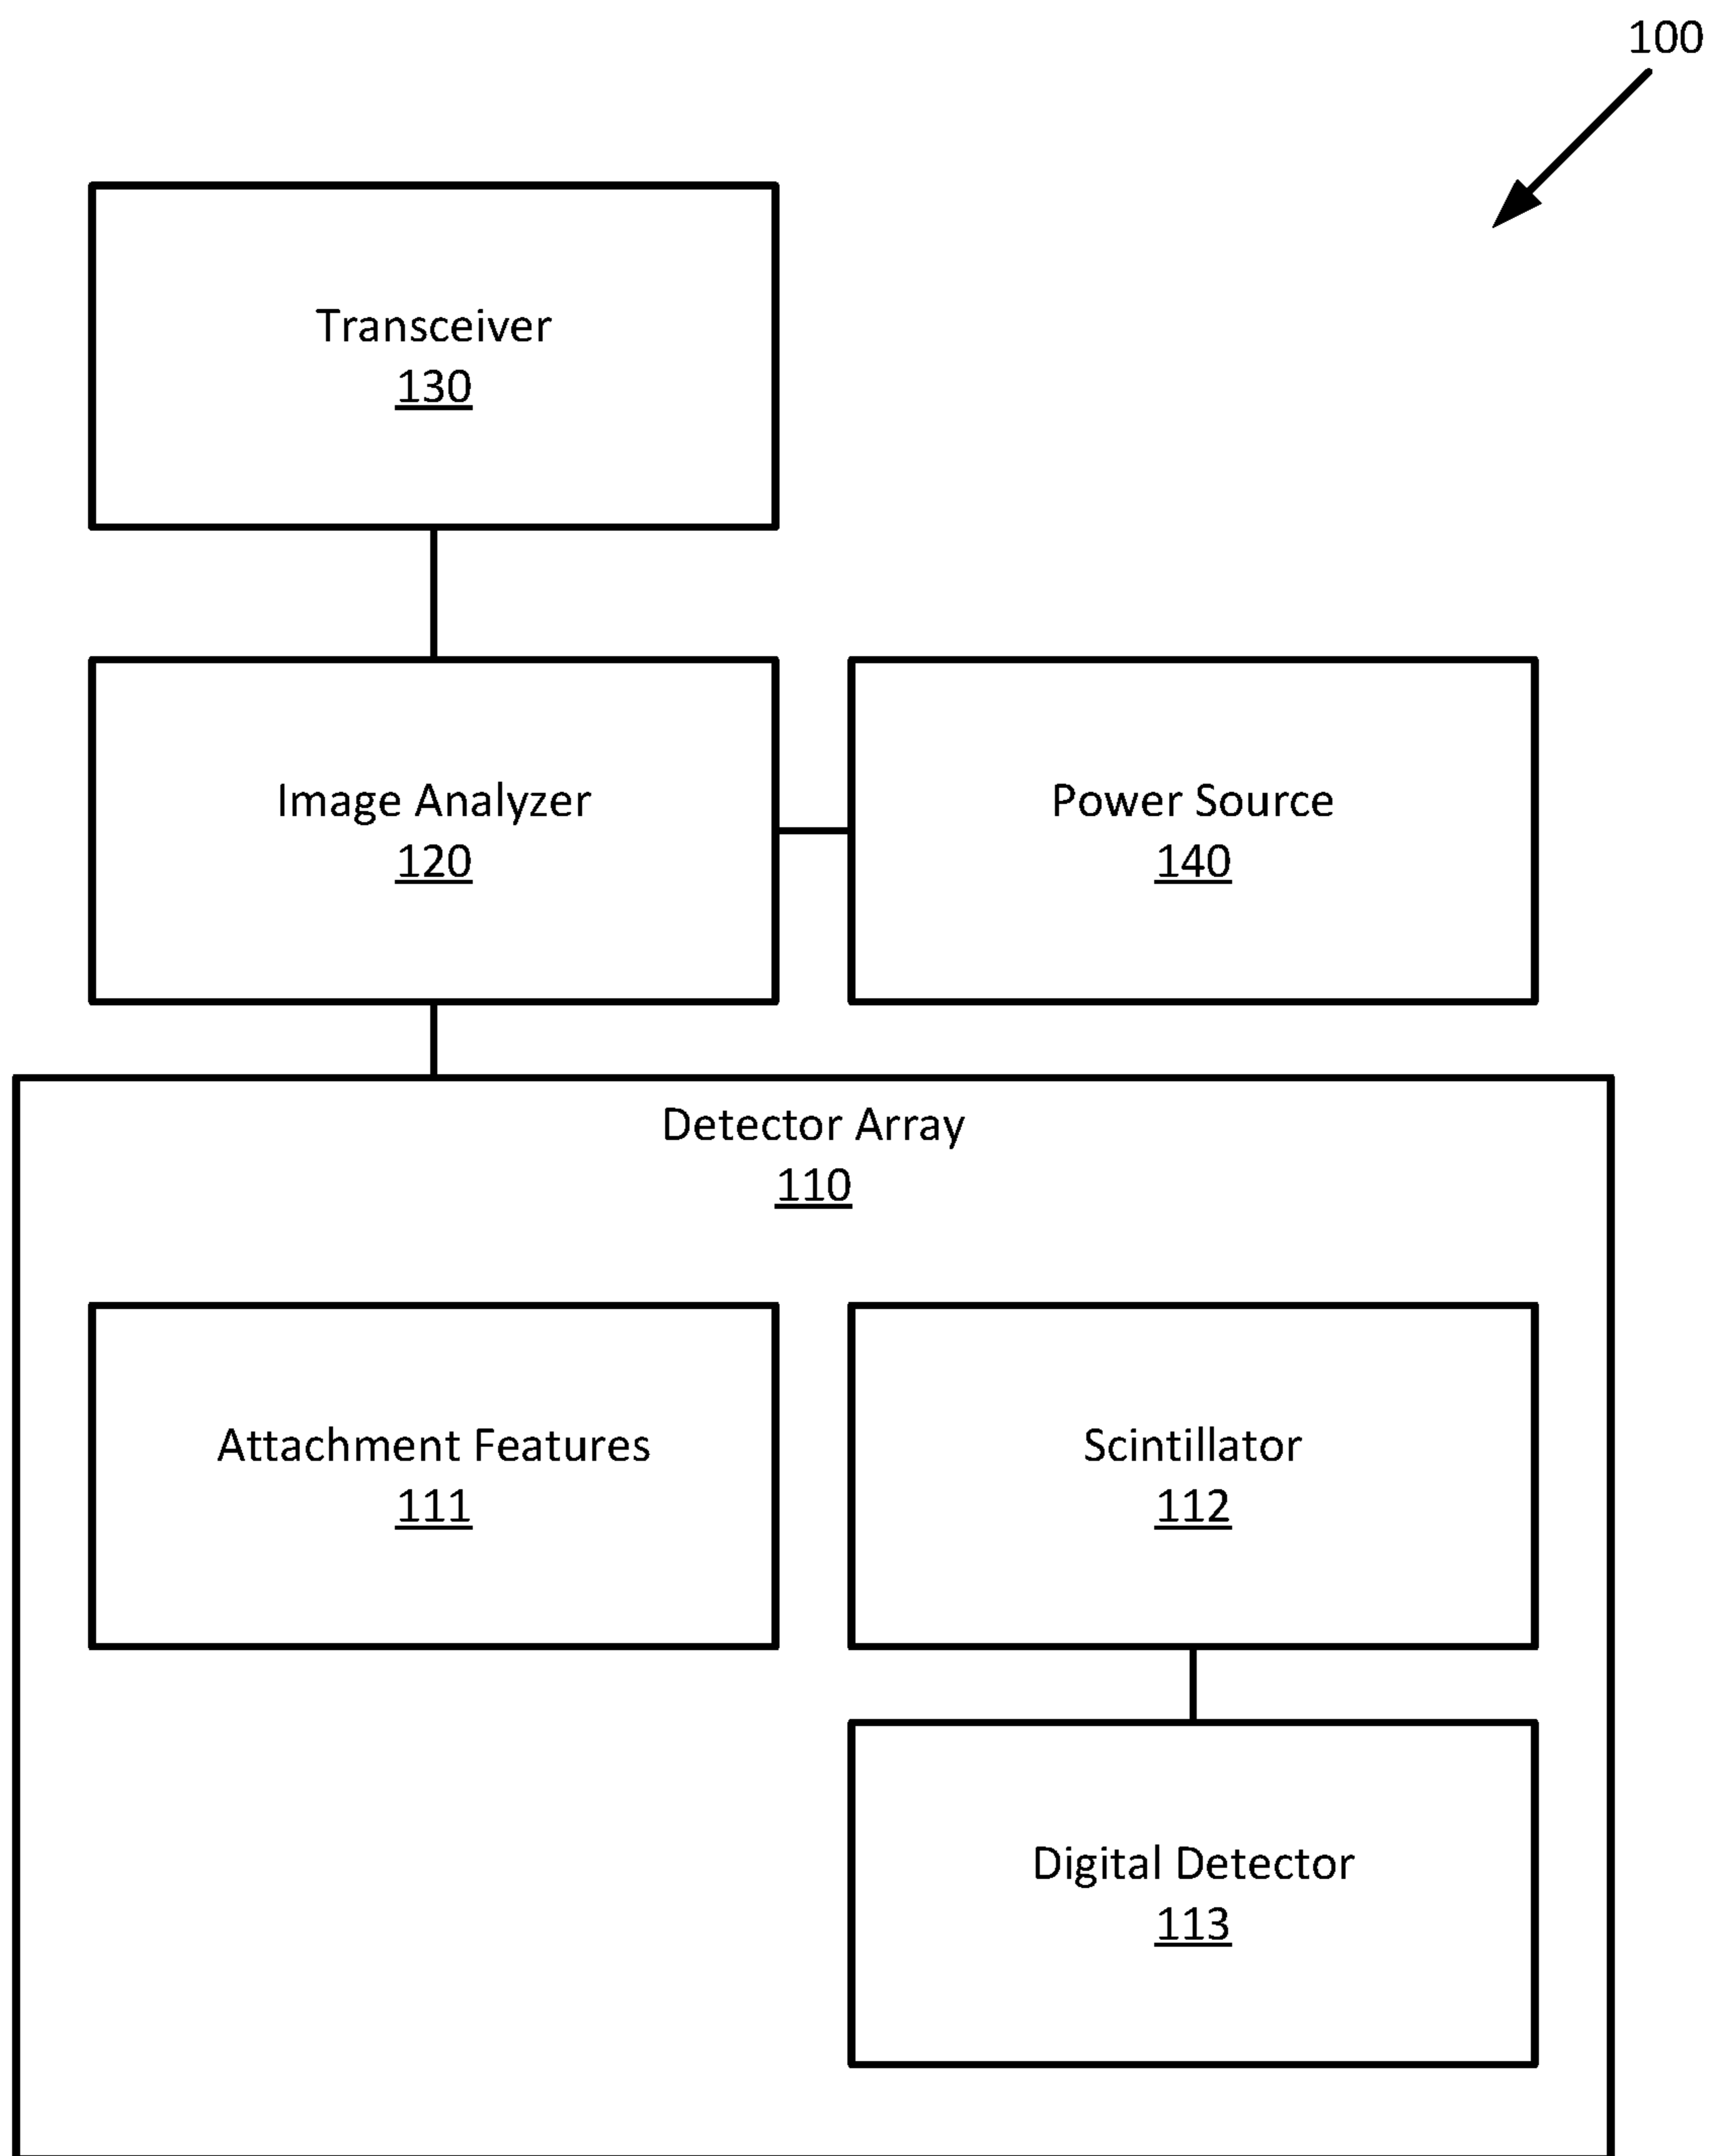 100
Transceiver
130
Image Analyzer
120
Power Source
140
Detector Array
110
Attachment Features
111
Scintillator
112
Digital Detector
113